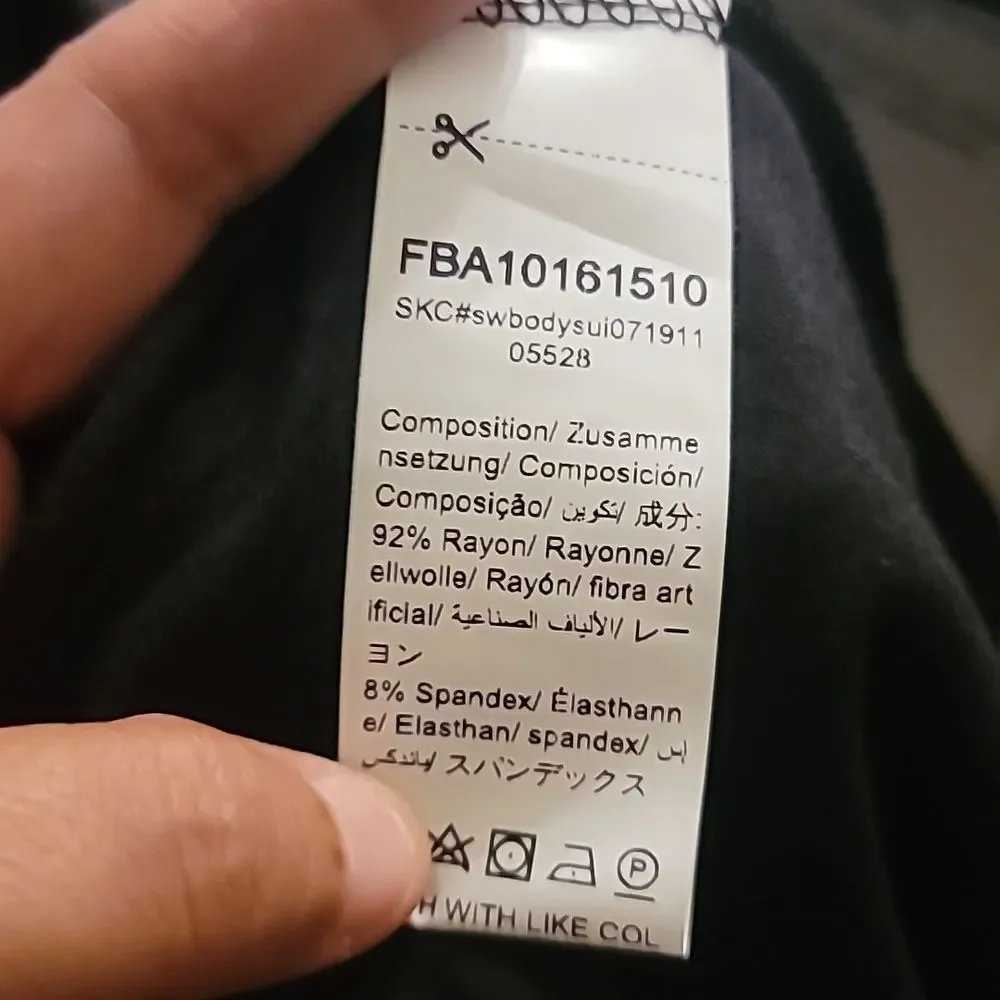 FBA10161510
SKC#swbodysui071911
05528
Composition/ Zusamme
nsetzung/ Composición/
Composição/ تكوين/ 成分:
92% Rayon/ Rayonne/ Z
ellwolle/ Rayón/ fibra art
ificial/ الألياف الصناعية/ レー
ヨン
8% Spandex/ Élasthann
e/ Elasthan/ spandex/ اس
باندكس/ スパンデックス
P
WITH LIKE COL